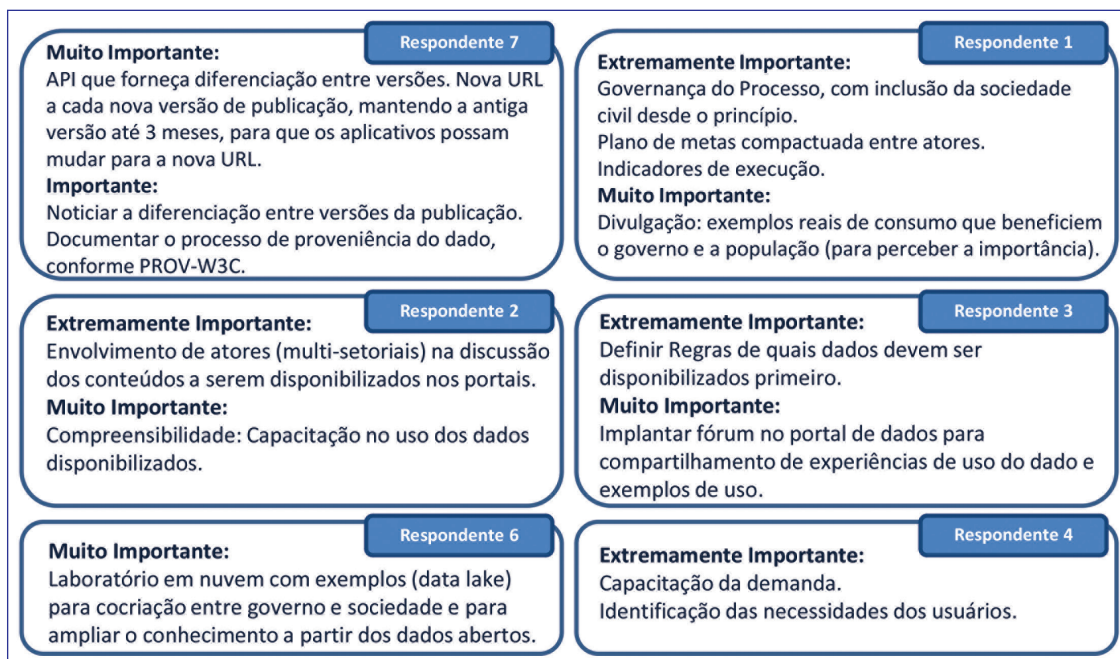 Respondente 7
Muito Importante:
API que forneça diferenciação entre versões. Nova URL
a cada nova versão de publicação, mantendo a antiga
versão até 3 meses, para que os aplicativos possam
mudar para a nova URL.
Importante:
Noticiar a diferenciação entre versões da publicação.
Documentar o processo de proveniência do dado,
conforme PROV-W3C.
Respondente 1
Extremamente Importante:
Governança do Processo, com inclusão da sociedade
civil desde o princípio.
Plano de metas compactuada entre atores.
Indicadores de execução.
Muito Importante:
Divulgação: exemplos reais de consumo que beneficiem
o governo e a população (para perceber a importância).
Respondente 2
Extremamente Importante:
Envolvimento de atores (multi-setoriais) na discussão
dos conteúdos a serem disponibilizados nos portais.
Muito Importante:
Compreensibilidade: Capacitação no uso dos dados
disponibilizados.
Respondente 3
Extremamente Importante:
Definir Regras de quais dados devem ser
disponibilizados primeiro.
Muito Importante:
Implantar fórum no portal de dados para
compartilhamento de experiências de uso do dado e
exemplos de uso.
Respondente 6
Muito Importante:
Laboratório em nuvem com exemplos (data lake)
para cocriação entre governo e sociedade e para
ampliar o conhecimento a partir dos dados abertos.
Respondente 4
Extremamente Importante:
Capacitação da demanda.
Identificação das necessidades dos usuários.